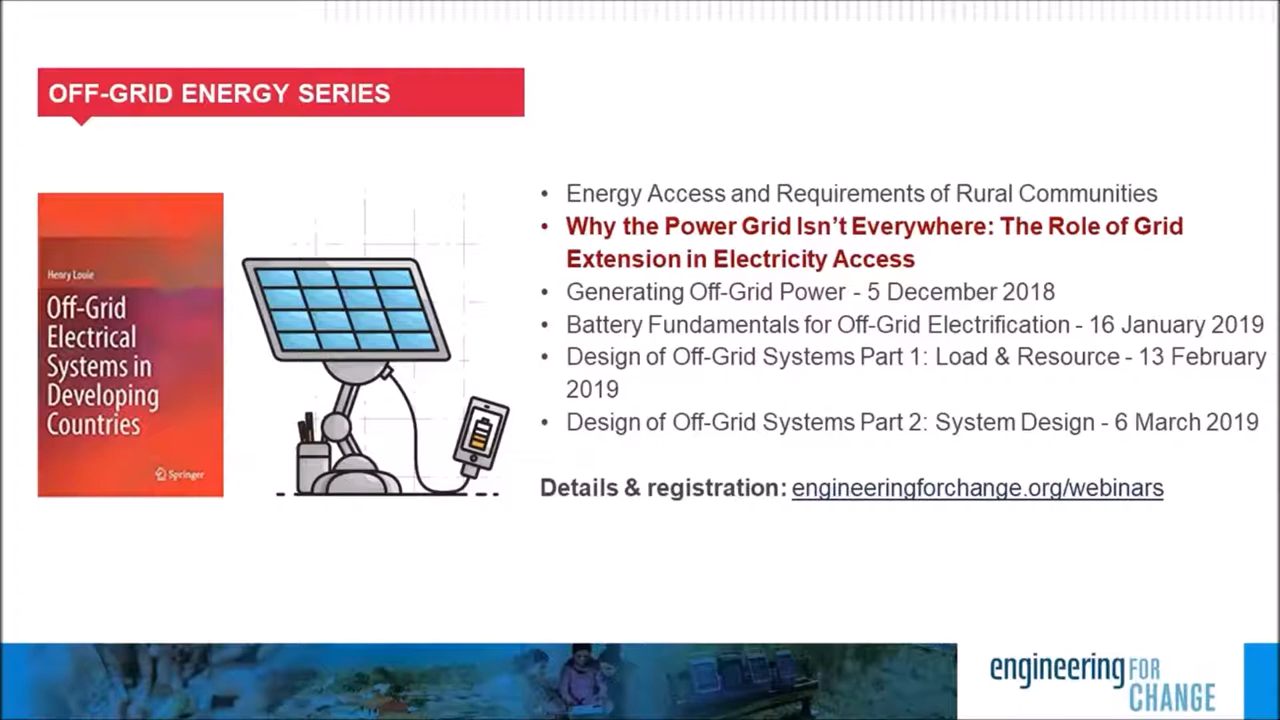 OFF-GRID ENERGY SERIES
Henry Louie
Off-Grid
Electrical
Systems in
Developing
Countries
Springer
• Energy Access and Requirements of Rural Communities
• Why the Power Grid Isn't Everywhere: The Role of Grid
Extension in Electricity Access
• Generating Off-Grid Power - 5 December 2018
• Battery Fundamentals for Off-Grid Electrification - 16 January 2019
• Design of Off-Grid Systems Part 1: Load & Resource - 13 February
2019
• Design of Off-Grid Systems Part 2: System Design - 6 March 2019
Details & registration: engineeringforchange.org/webinars
engineering FOR
CHANGE